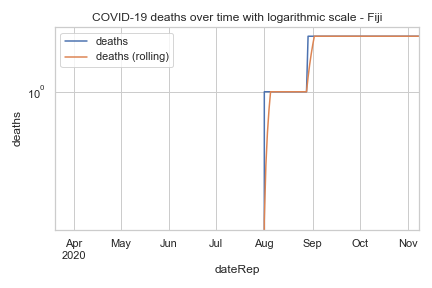 COVID-19 deaths over time with logarithmic scale - Fiji
deaths
deaths (rolling)
10⁰
deaths
Apr
2020
May
Jun
Jul
Aug
Sep
Oct
Nov
dateRep